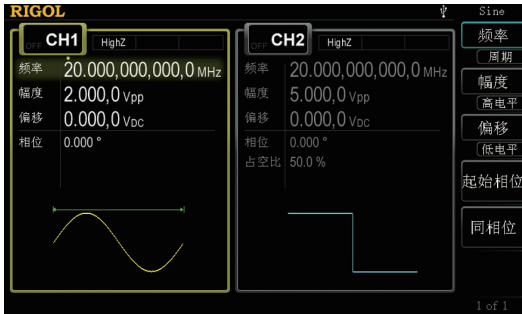 RIGOL
Sine
OFF CH1 HighZ
频率 20.000,000,000,0 MHz
幅度 2.000,0 Vpp
偏移 0.000,0 VDC
相位 0.000 °
OFF CH2 HighZ
频率 20.000,000,000,0 MHz
幅度 5.000,0 Vpp
偏移 0.000,0 VDC
相位 0.000 °
占空比 50.0 %
频率
周期
幅度
高电平
偏移
低电平
起始相位
同相位
1 of 1